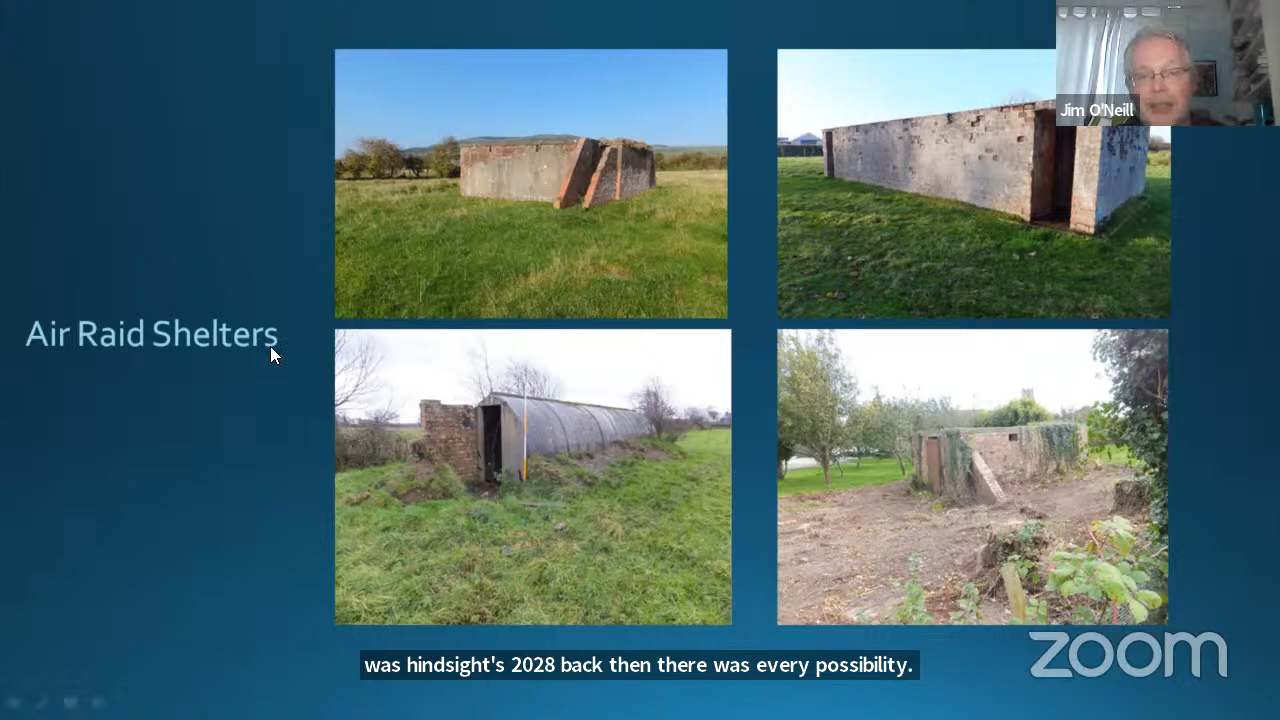 Jim O'Neill
Air Raid Shelters
was hindsight's 2028 back then there was every possibility.
zoom